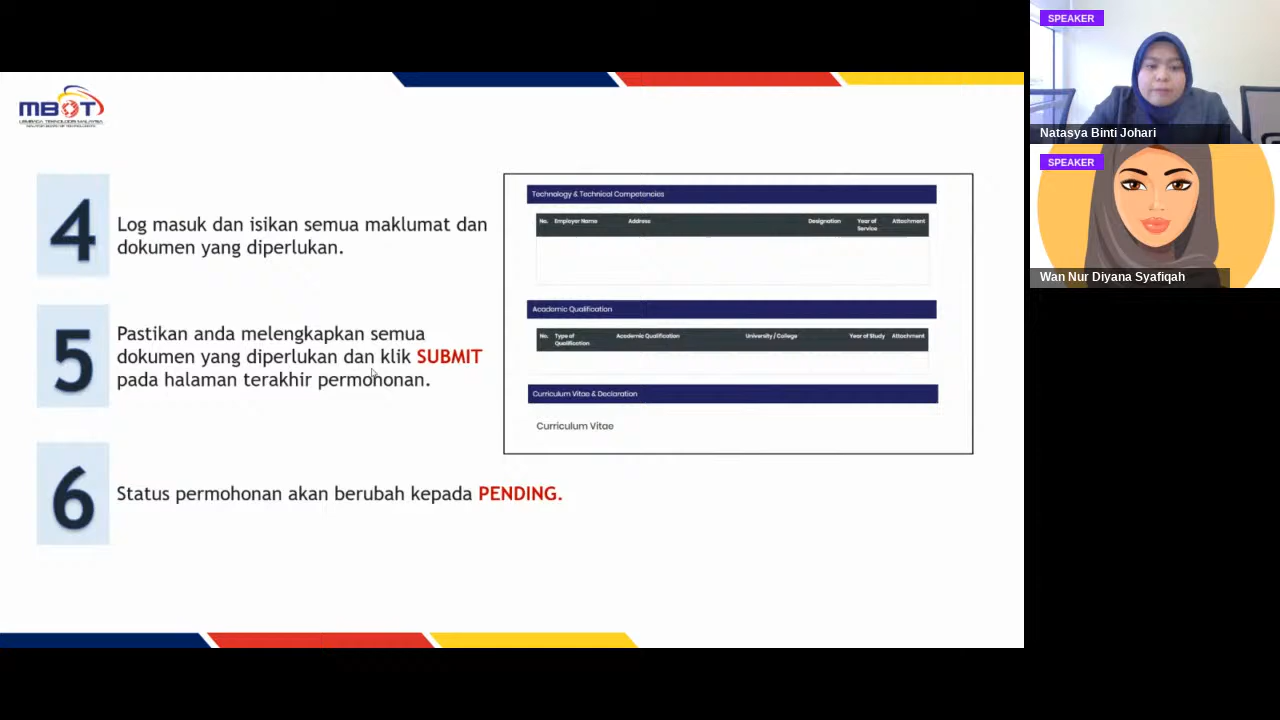 MBOT
LEMBAGA TEKNOLOGIS MALAYSIA
4
Log masuk dan isikan semua maklumat dan
dokumen yang diperlukan.
5
Pastikan anda melengkapkan semua
dokumen yang diperlukan dan klik SUBMIT
pada halaman terakhir permohonan.
6
Status permohonan akan berubah kepada PENDING.
Technology & Technical Competencies
No. Employer Name Address Designation Year of Service Attachment
Academic Qualification
No. Type of Qualification Academic Qualification University / College Year of Study Attachment
Curriculum Vitae & Declaration
Curriculum Vitae
SPEAKER
Natasya Binti Johari
SPEAKER
Wan Nur Diyana Syafiqah